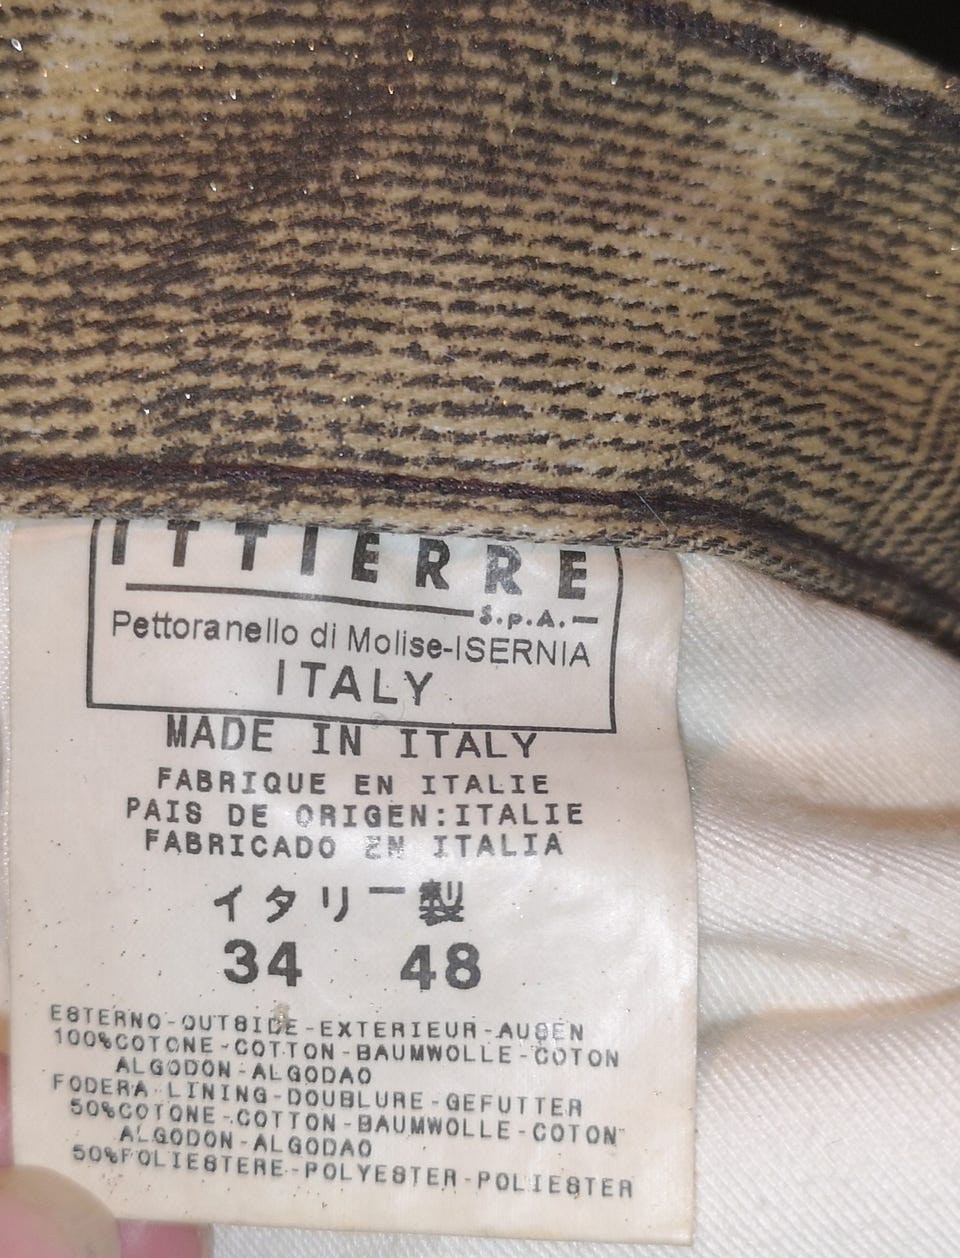 ITTIERRE
S.p.A.
Pettoranello di Molise-ISERNIA
ITALY
MADE IN ITALY
FABRIQUE EN ITALIE
PAIS DE ORIGEN:ITALIE
FABRICADO EN ITALIA
イタリー製
34 48
ESTERNO-OUTSIDE-EXTERIEUR-AUSEN
100%COTONE-COTTON-BAUMWOLLE-COTON
ALGODON-ALGODAO
FODERA-LINING-DOUBLURE-GEFUTTER
50%COTONE-COTTON-BAUMWOLLE-COTON
ALGODON-ALGODAO
50%POLIESTERE-POLYESTER-POLIESTER